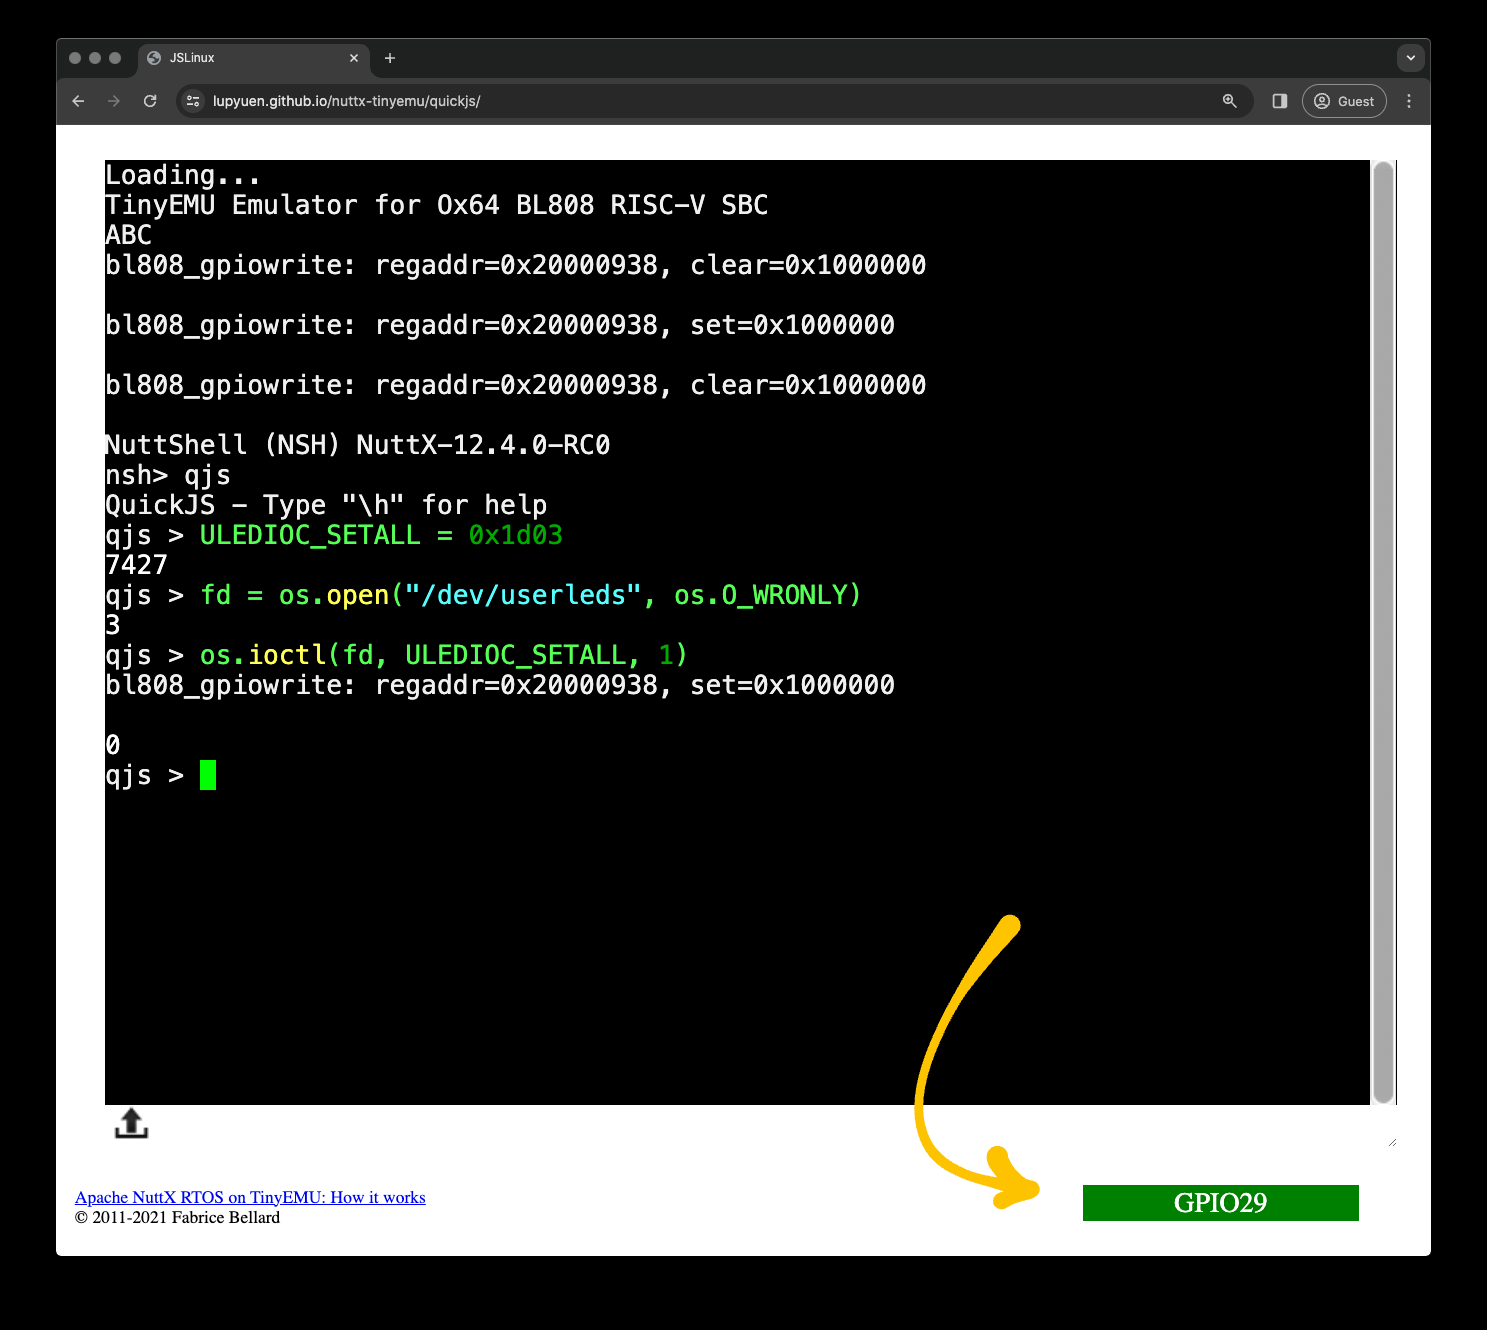 JSLinux
lupyuen.github.io/nuttx-tinyemu/quickjs/
Guest
Loading...
TinyEMU Emulator for Ox64 BL808 RISC-V SBC
ABC
bl808_gpiowrite: regaddr=0x20000938, clear=0x1000000
bl808_gpiowrite: regaddr=0x20000938, set=0x1000000
bl808_gpiowrite: regaddr=0x20000938, clear=0x1000000
NuttShell (NSH) NuttX-12.4.0-RC0
nsh> qjs
QuickJS - Type "\h" for help
qjs > ULEDIOC_SETALL = 0x1d03
7427
qjs > fd = os.open("/dev/userleds", os.O_WRONLY)
3
qjs > os.ioctl(fd, ULEDIOC_SETALL, 1)
bl808_gpiowrite: regaddr=0x20000938, set=0x1000000
0
qjs >
Apache NuttX RTOS on TinyEMU: How it works
© 2011-2021 Fabrice Bellard
GPIO29